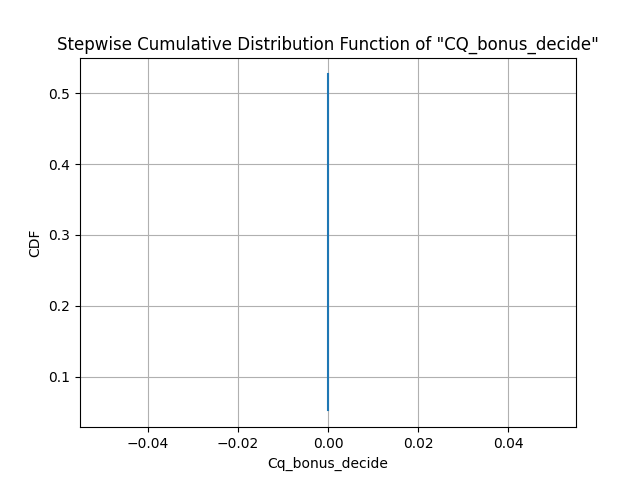 Stepwise Cumulative Distribution Function of "CQ_bonus_decide"
0.5
0.4
0.3
0.2
0.1
CDF
−0.04 −0.02 0.00 0.02 0.04
Cq_bonus_decide